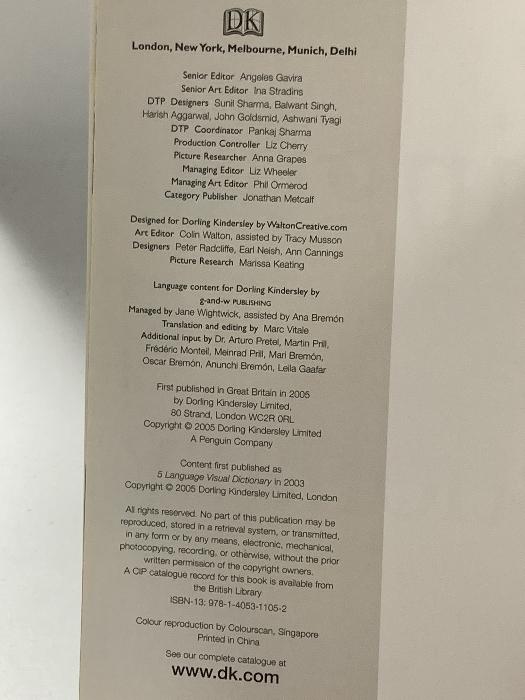 DK
London, New York, Melbourne, Munich, Delhi
Senior Editor Angeles Gavira
Senior Art Editor Ina Stradins
DTP Designers Sunil Sharma, Balwant Singh,
Harish Aggarwal, John Goldsmid, Ashwani Tyagi
DTP Coordinator Pankaj Sharma
Production Controller Liz Cherry
Picture Researcher Anna Grapes
Managing Editor Liz Wheeler
Managing Art Editor Phil Ormerod
Category Publisher Jonathan Metcalf
Designed for Dorling Kindersley by WaltonCreative.com
Art Editor Colin Walton, assisted by Tracy Musson
Designers Peter Radcliffe, Earl Neish, Ann Cannings
Picture Research Marissa Keating
Language content for Dorling Kindersley by
g-and-w PUBLISHING
Managed by Jane Wightwick, assisted by Ana Bremón
Translation and editing by Marc Vitale
Additional input by Dr. Arturo Pretel, Martin Prill,
Frédéric Monteil, Meinrad Prill, Mari Bremón,
Oscar Bremón, Anunchi Bremón, Leila Gaafar
First published in Great Britain in 2005
by Dorling Kindersley Limited,
80 Strand, London WC2R 0RL
Copyright © 2005 Dorling Kindersley Limited
A Penguin Company
Content first published as
5 Language Visual Dictionary in 2003
Copyright © 2005 Dorling Kindersley Limited, London
All rights reserved. No part of this publication may be
reproduced, stored in a retrieval system, or transmitted,
in any form or by any means, electronic, mechanical,
photocopying, recording, or otherwise, without the prior
written permission of the copyright owners.
A CIP catalogue record for this book is available from
the British Library
ISBN-13: 978-1-4053-1105-2
Colour reproduction by Colourscan, Singapore
Printed in China
See our complete catalogue at
www.dk.com